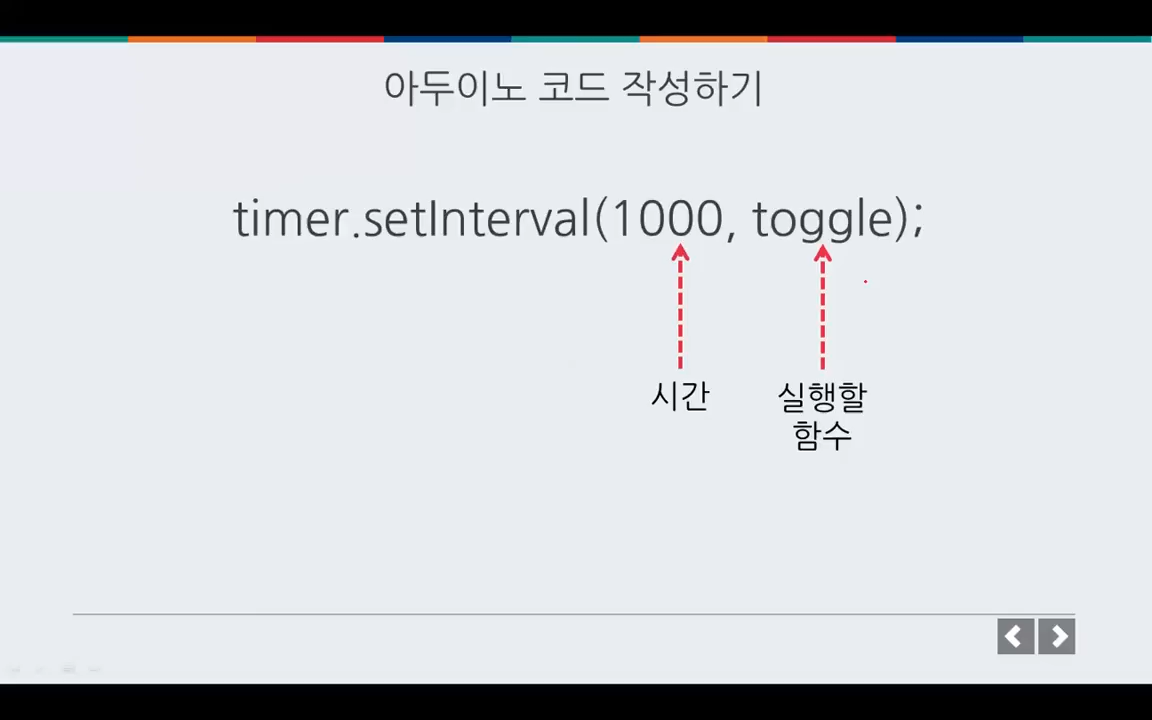 아두이노 코드 작성하기
timer.setInterval(1000, toggle);
시간
실행할
함수